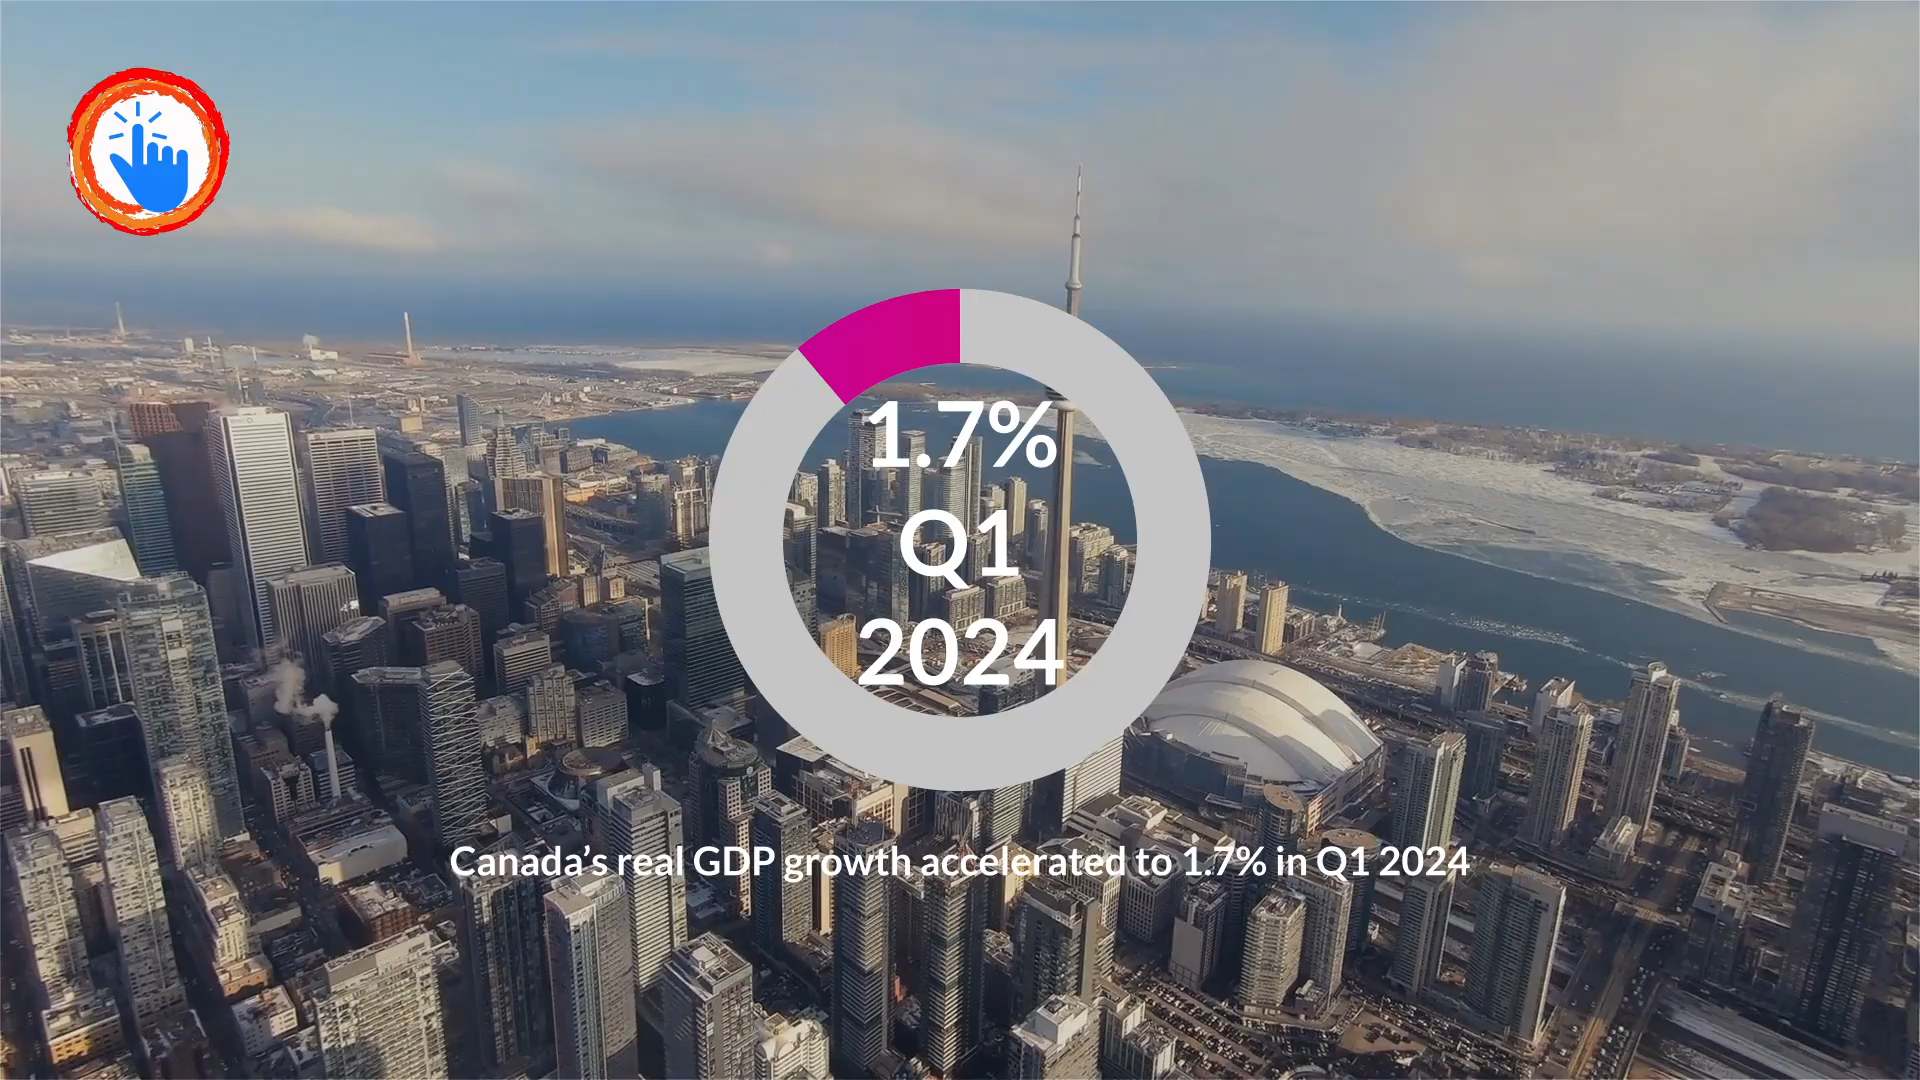 1.7%
Q1
2024
Canada’s real GDP growth accelerated to 1.7% in Q1 2024